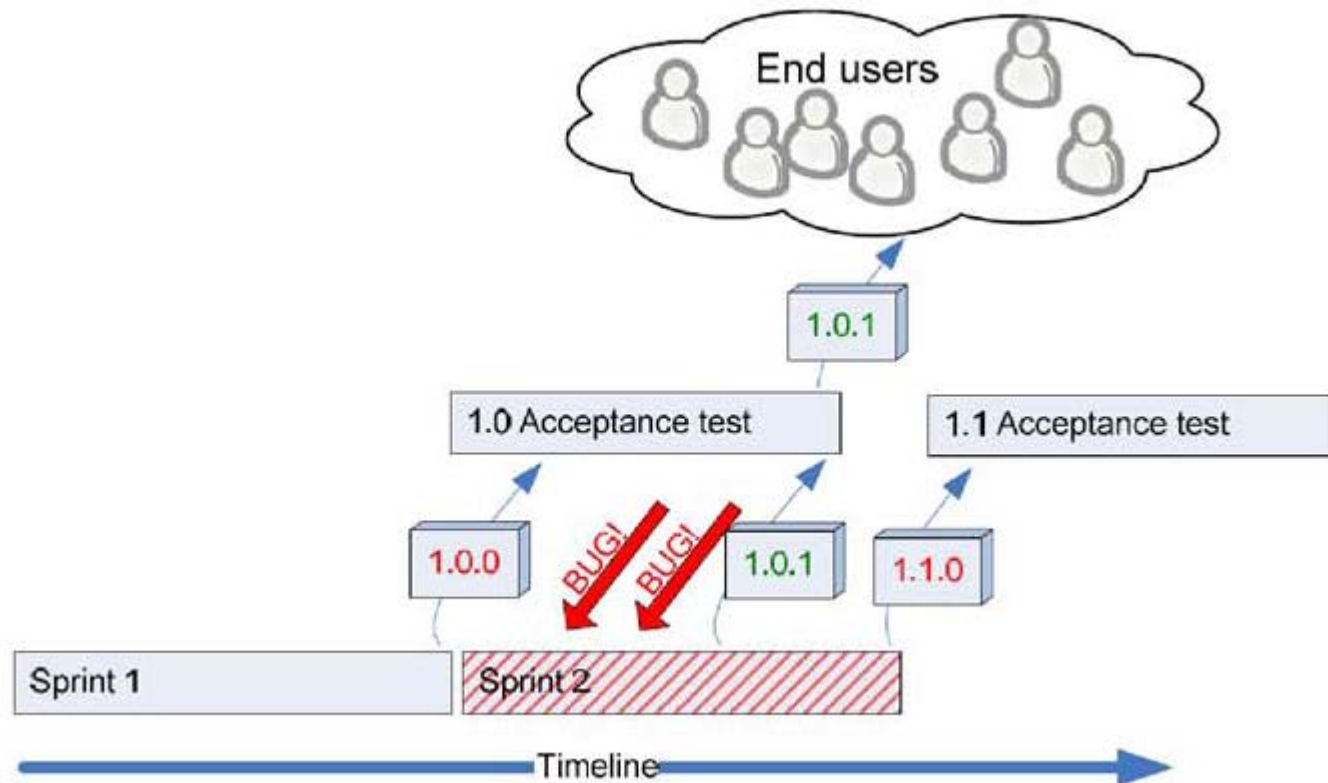 End users
1.0.1
1.0 Acceptance test
1.1 Acceptance test
1.0.0
BUG!
BUG!
1.0.1
1.1.0
Sprint 1
Sprint 2
Timeline